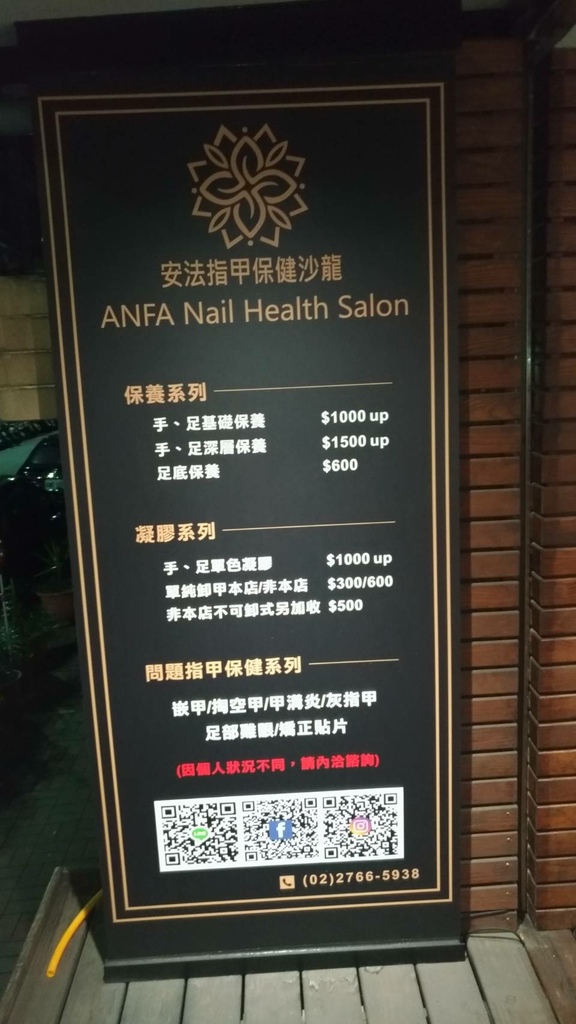 安法指甲保健沙龍
ANFA Nail Health Salon
保養系列
手、足基礎保養 $1000 up
手、足深層保養 $1500 up
足底保養 $600
凝膠系列
手、足單色凝膠 $1000 up
單純卸甲本店/非本店 $300/600
非本店不可卸式另加收 $500
問題指甲保健系列
嵌甲/掏空甲/甲溝炎/灰指甲
足部雞眼/矯正貼片
(因個人狀況不同，請內洽諮詢)
LINE
(02)2766-5938